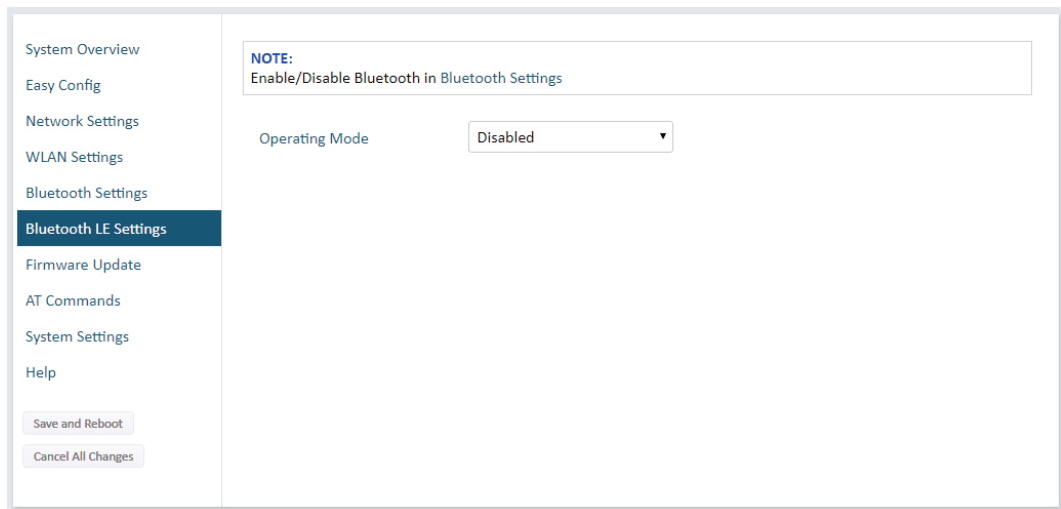 System Overview
Easy Config
Network Settings
WLAN Settings
Bluetooth Settings
Bluetooth LE Settings
Firmware Update
AT Commands
System Settings
Help
Save and Reboot
Cancel All Changes
NOTE:
Enable/Disable Bluetooth in Bluetooth Settings
Operating Mode
Disabled